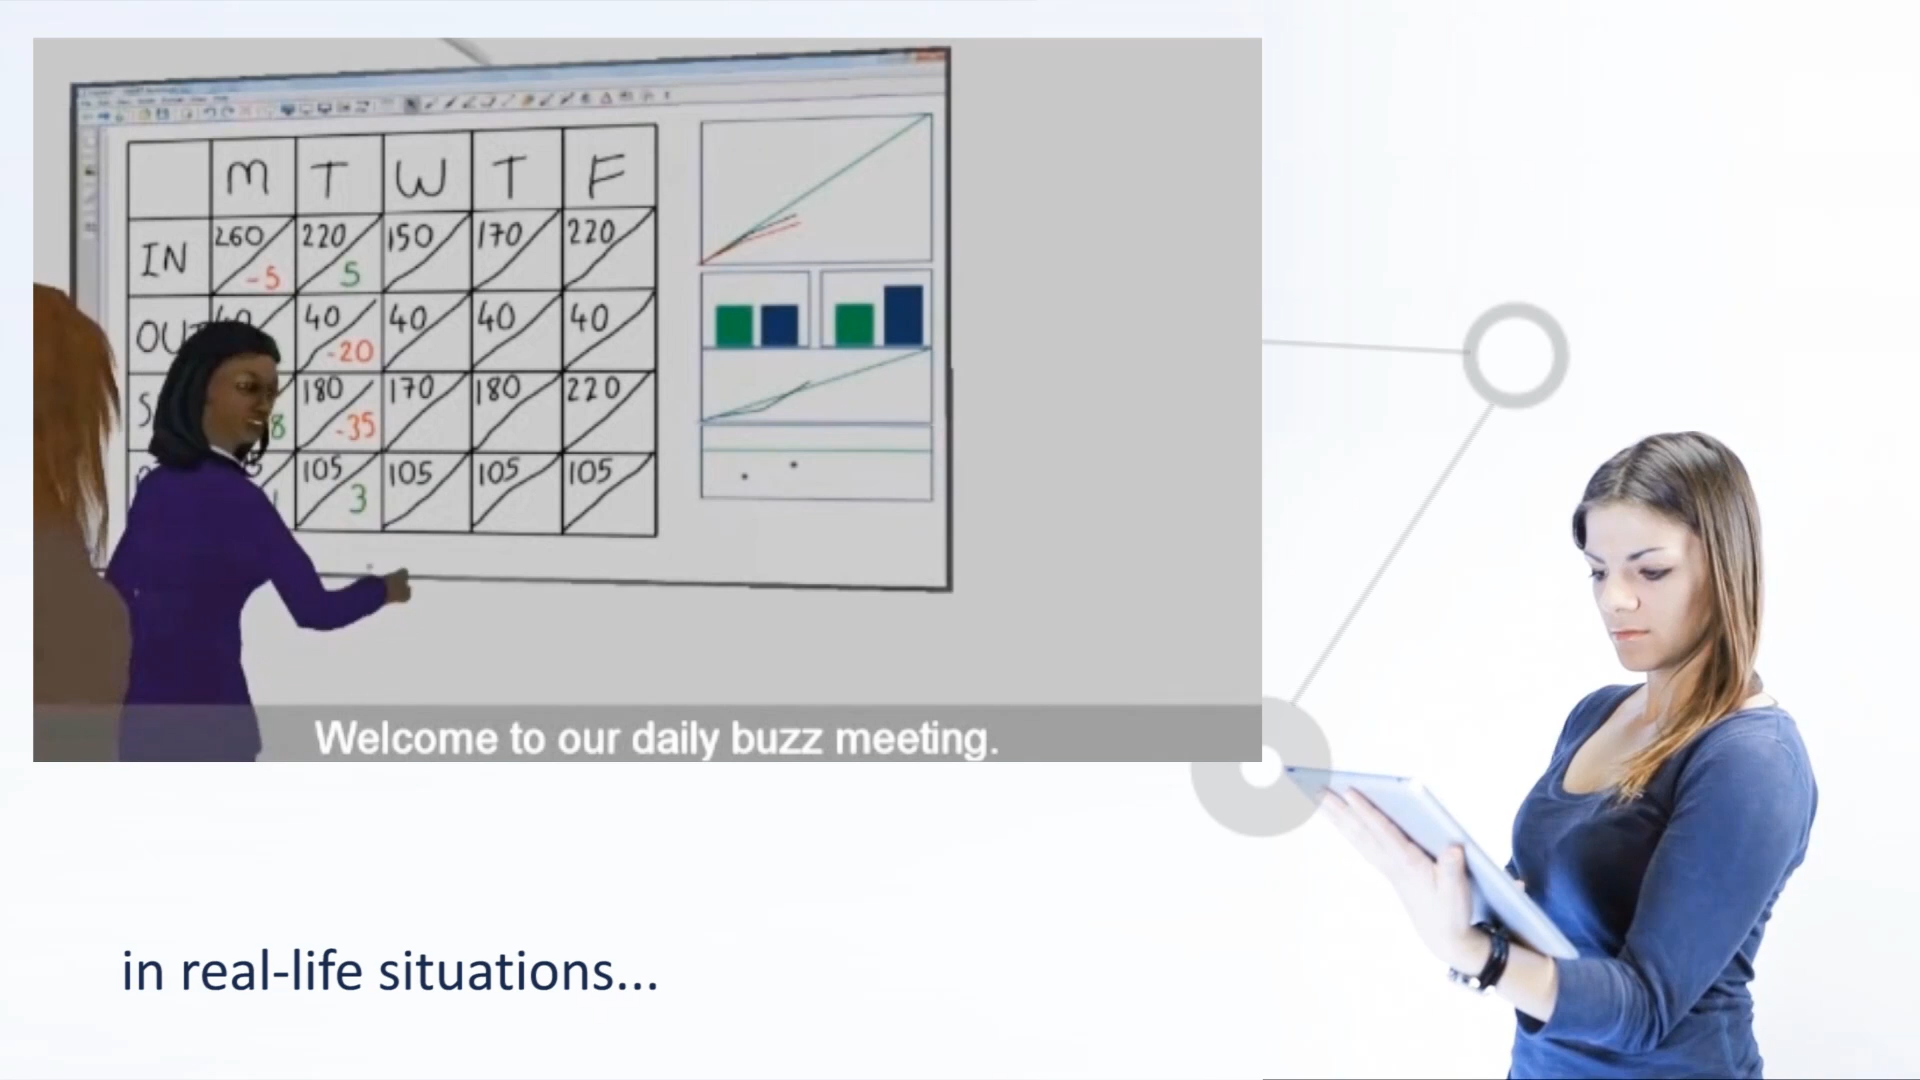 M T W T F
IN 260 -5 220 5 150 170 220
40 -20 40 40 40
8 180 -35 170 180 220
105 3 105 105 105
Welcome to our daily buzz meeting.
in real-life situations...